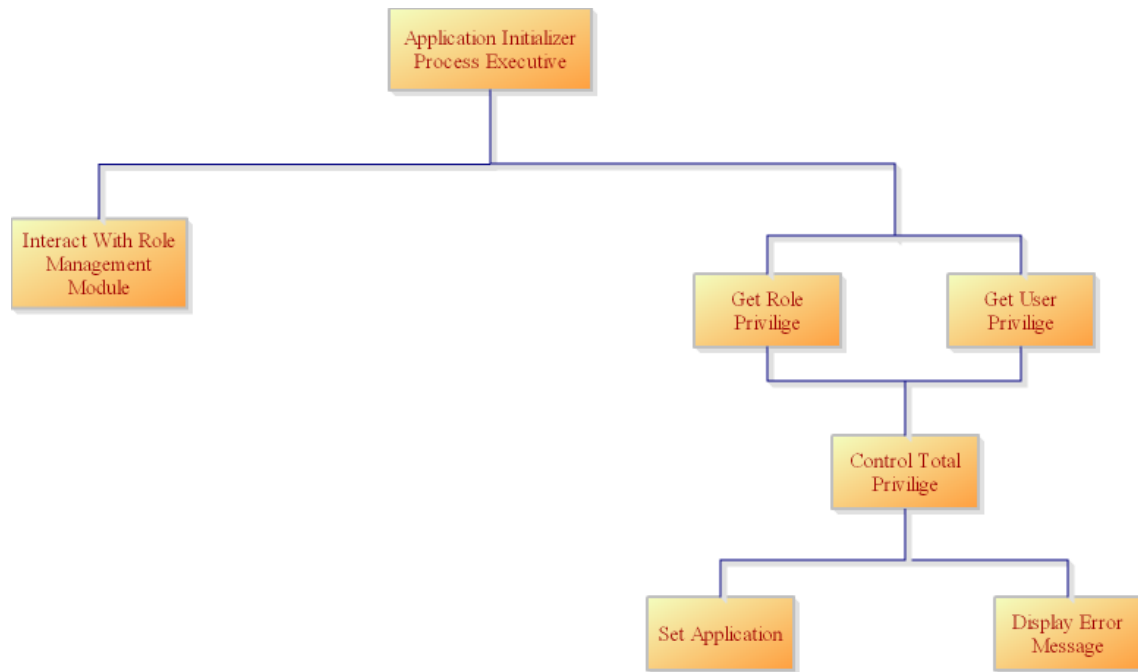 Application Initializer
Process Executive
Interact With Role
Management
Module
Get Role
Privilige
Get User
Privilige
Control Total
Privilige
Set Application
Display Error
Message